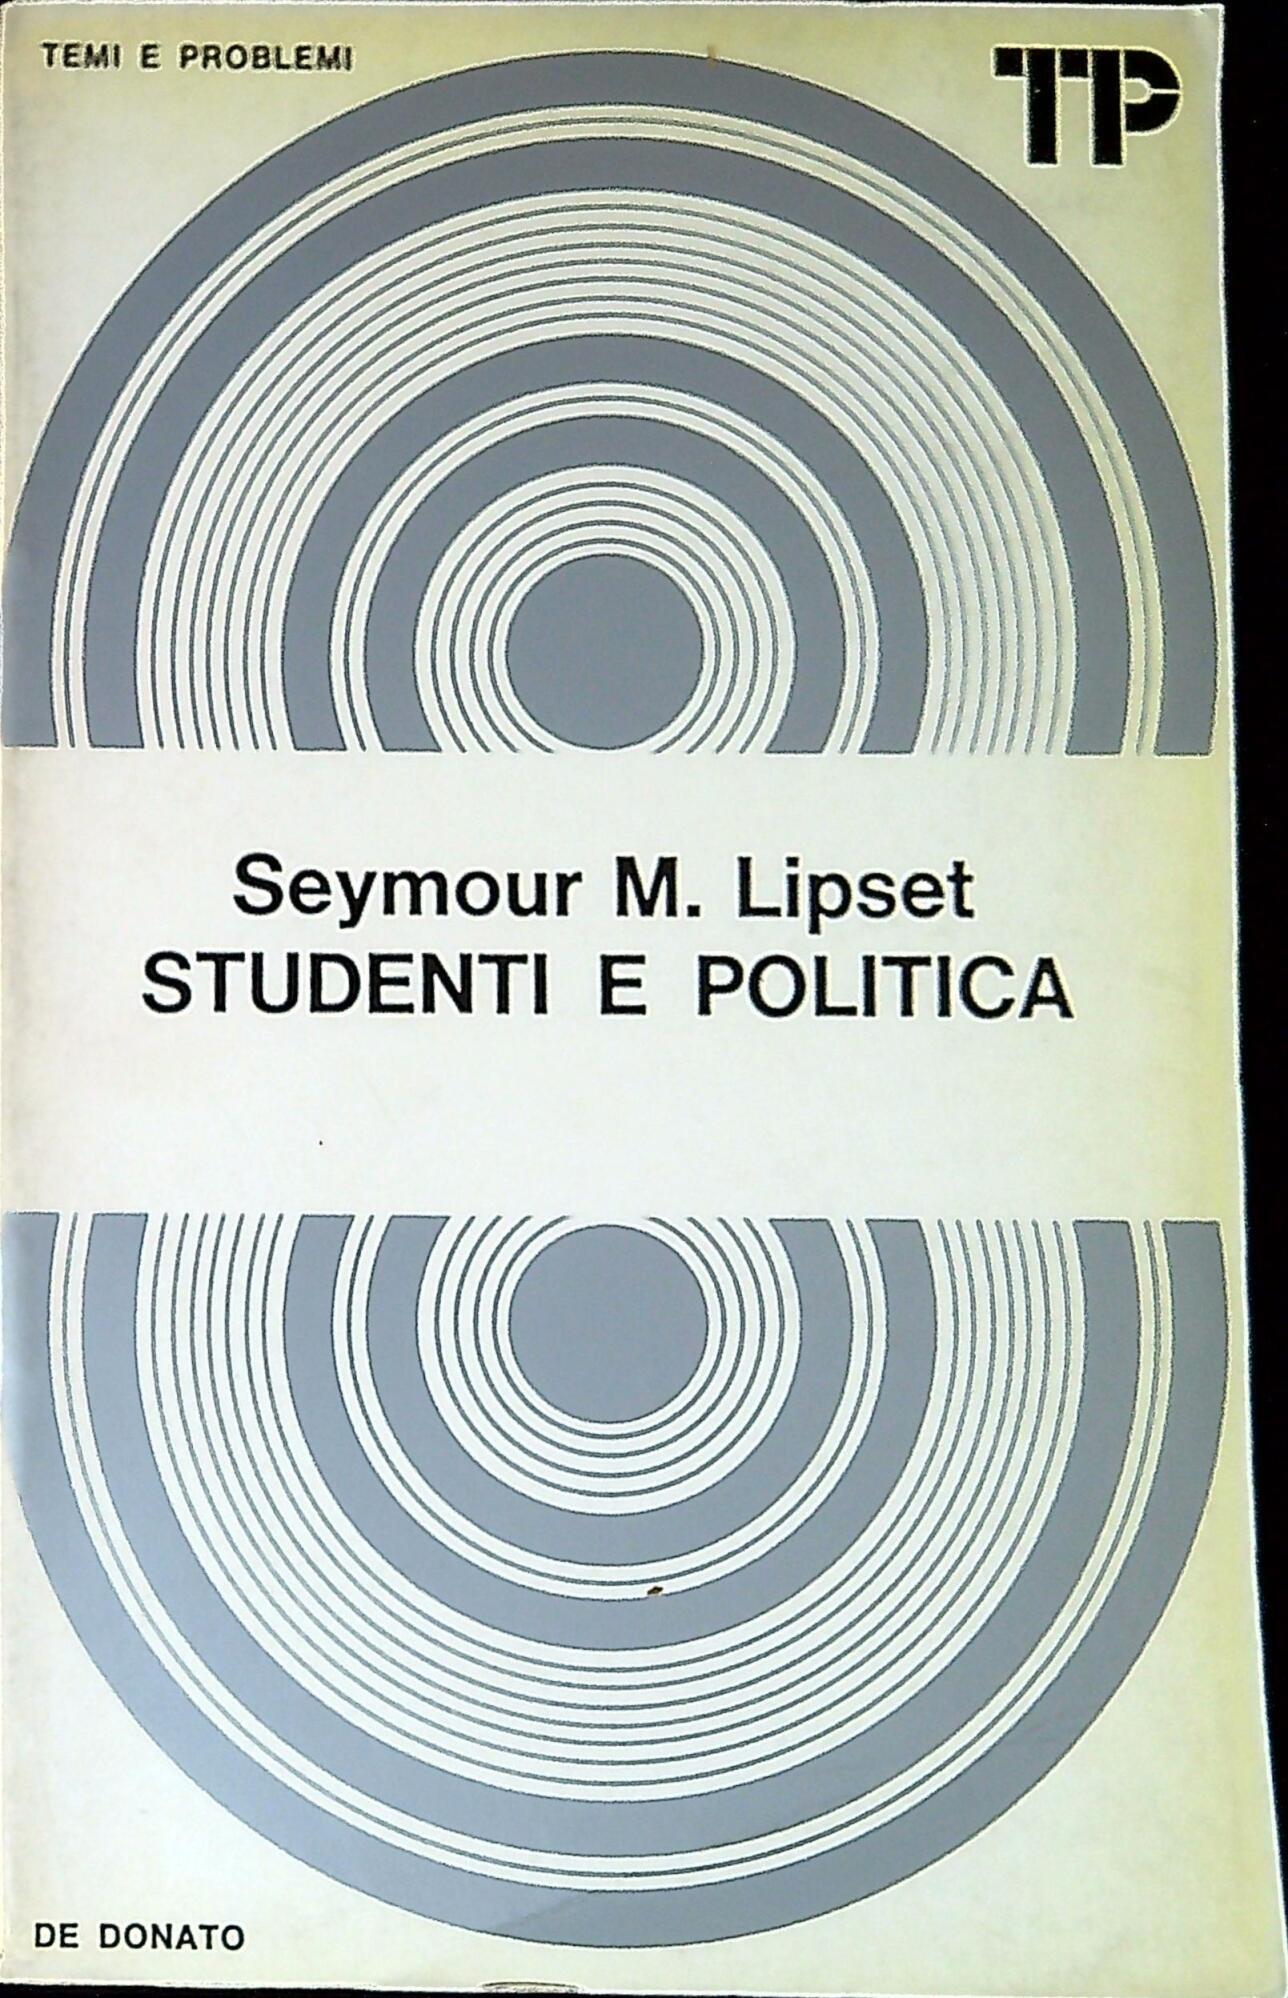 TEMI E PROBLEMI
TP
Seymour M. Lipset
STUDENTI E POLITICA
DE DONATO